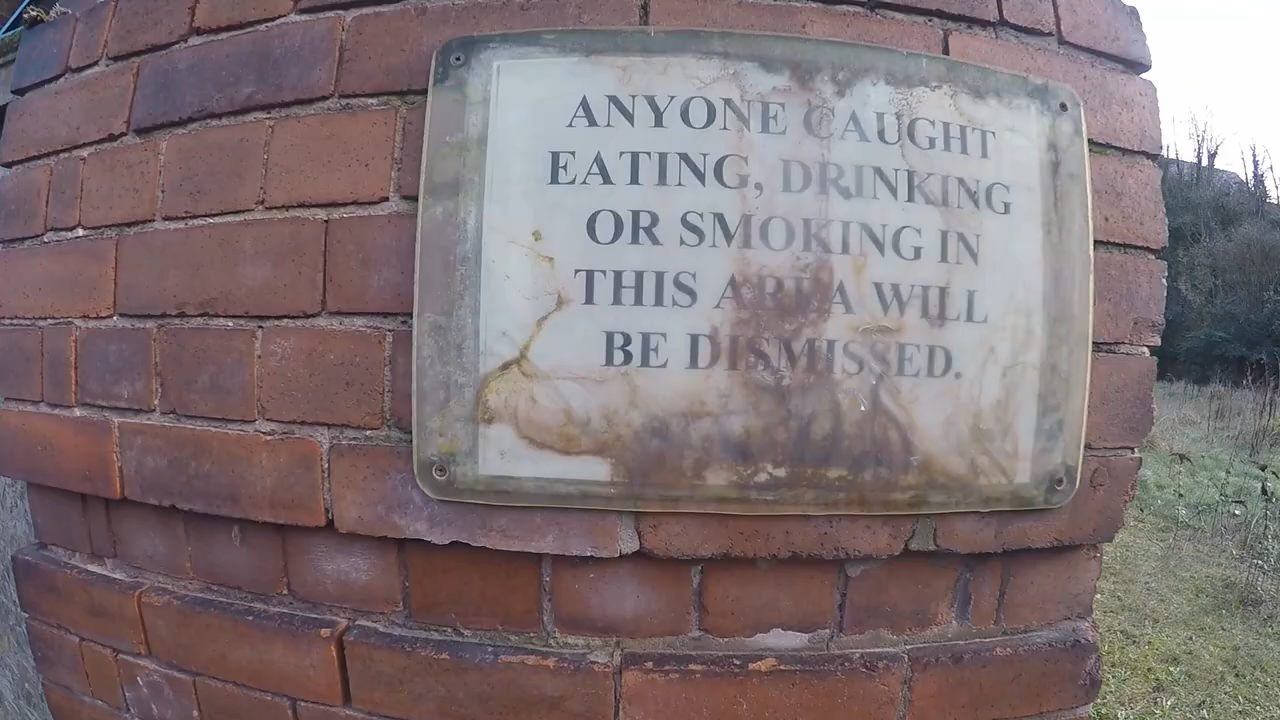 ANYONE CAUGHT
EATING, DRINKING
OR SMOKING IN
THIS AREA WILL
BE DISMISSED.